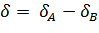 δ = δ_A − δ_B